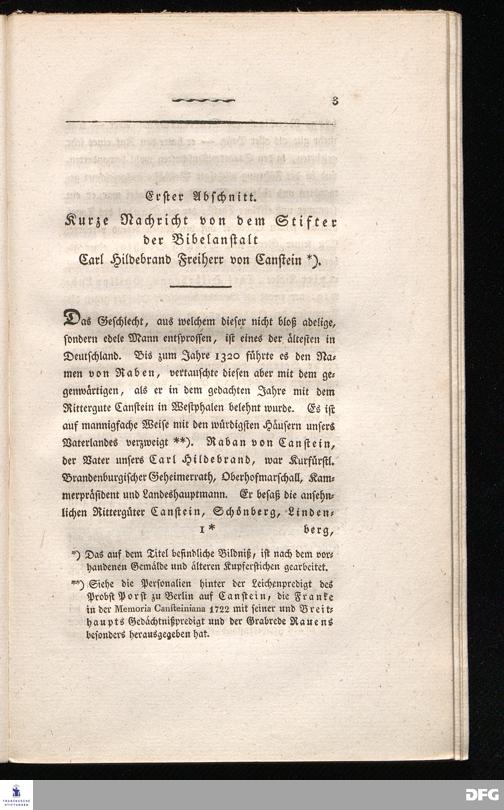 3
Erster Abschnitt.
Kurze Nachricht von dem Stifter
der Bibelanstalt
Carl Hildebrand Freiherr von Canstein *).
Das Geschlecht, aus welchem dieser nicht bloß adelige,
sondern edele Mann entsprossen, ist eines der ältesten in
Deutschland. Bis zum Jahre 1320 führte es den Na-
men von Raben, vertauschte diesen aber mit dem ge-
genwärtigen, als er in dem gedachten Jahre mit dem
Rittergute Canstein in Westphalen belehnt wurde. Es ist
auf mannigfache Weise mit den würdigsten Häusern unsers
Vaterlandes verzweigt **). Raban von Canstein,
der Vater unsers Carl Hildebrand, war Kurfürstl.
Brandenburgischer Geheimerrath, Oberhofmarschall, Kam-
merpräsident und Landeshauptmann. Er besaß die ansehn-
lichen Rittergüter Canstein, Schönberg, Linden-
1* berg,
*) Das auf dem Titel befindliche Bildniß, ist nach dem vor-
handenen Gemälde und älteren Kupferstichen gearbeitet.
**) Siehe die Personalien hinter der Leichenpredigt des
Probst Porst zu Berlin auf Canstein, die Franke
in der Memoria Cansteiniana 1722 mit seiner und Breit-
haupts Gedächtnißpredigt und der Grabrede Rauens
besonders herausgegeben hat.
FRANCKESCHE
STIFTUNGEN
DFG